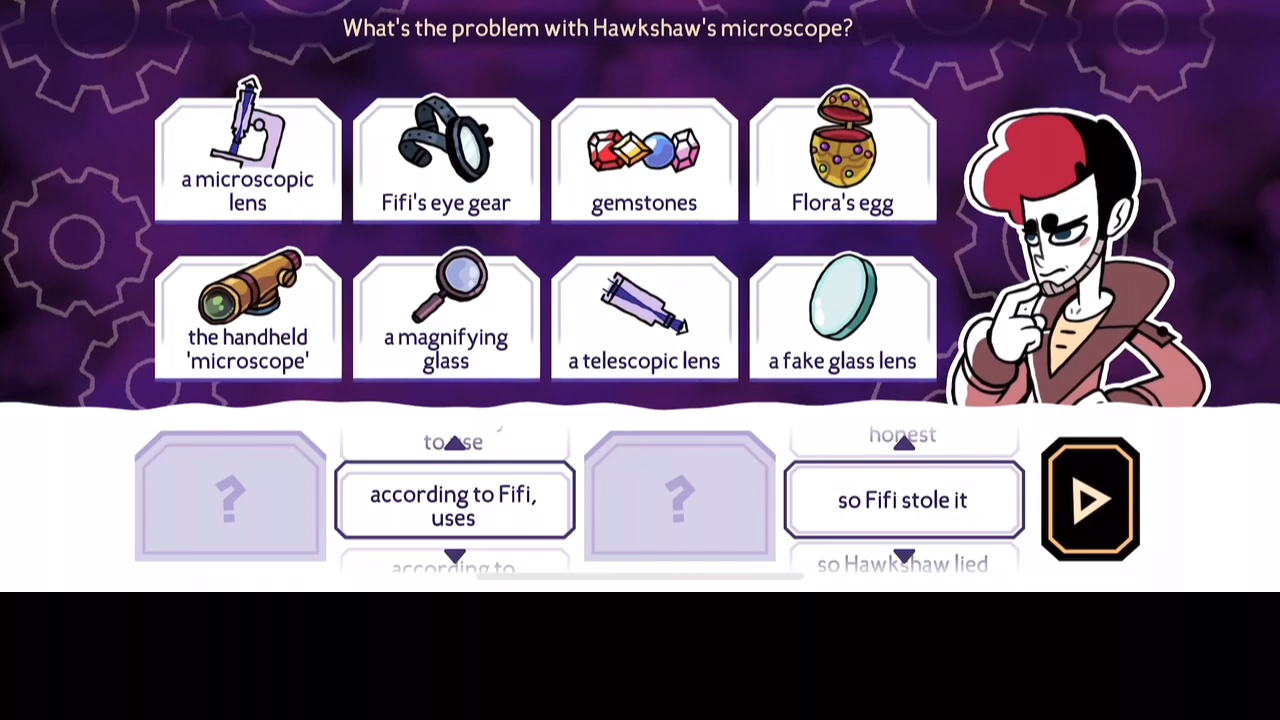 What's the problem with Hawkshaw's microscope?
a microscopic
lens
Fifi's eye gear
gemstones
Flora's egg
the handheld
'microscope'
a magnifying
glass
a telescopic lens
a fake glass lens
?
according to Fifi,
uses
according to
?
honest
so Fifi stole it
so Hawkshaw lied